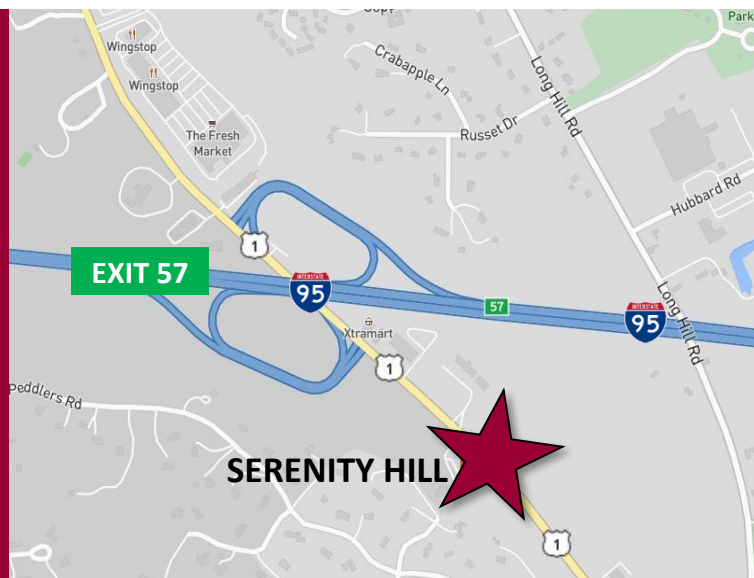 Copp
Park
Wingstop
Wingstop
Crabapple Ln
Long Hill Rd
The Fresh
Market
Russet Dr
Hubbard Rd
1
EXIT 57
INTERSTATE
95
57
INTERSTATE
95
Long Hill Rd
Xtramart
1
Peddlers Rd
SERENITY HILL
1